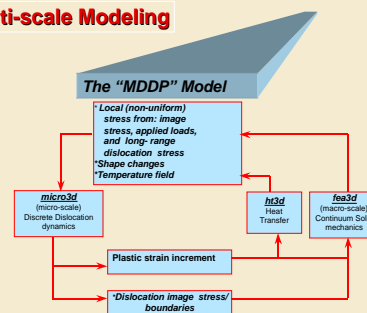 ti-scale Modeling
The “MDDP” Model
* Local (non-uniform)
stress from: image
stress, applied loads,
and long- range
dislocation stress
*Shape changes
*Temperature field
micro3d
(micro-scale)
Discrete Dislocation
dynamics
ht3d
Heat
Transfer
fea3d
(macro-scale)
Continuum Soli
mechanics
Plastic strain increment
*Dislocation image stress/
boundaries